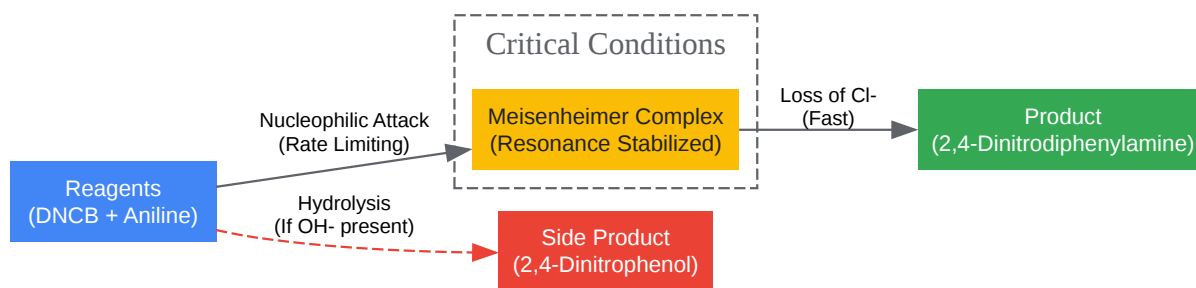 Critical Conditions
Nucleophilic Attack
(Rate Limiting)
Meisenheimer Complex
(Resonance Stabilized)
Loss of Cl-
(Fast)
Product
(2,4-Dinitrodiphenylamine)
Reagents
(DNCB + Aniline)
Hydrolysis
(If OH- present)
Side Product
(2,4-Dinitrophenol)